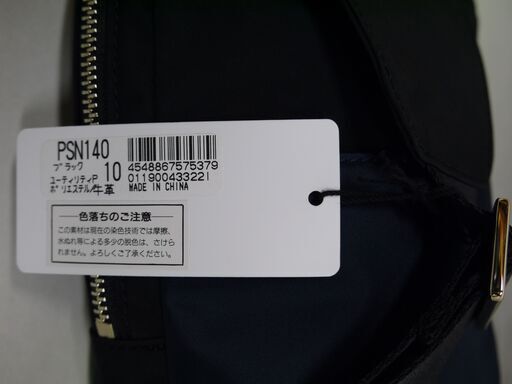 PSN140
ブラック 10
ユーティリティP
ポリエステル/牛革
4548867575379
011900433221
MADE IN CHINA
色落ちのご注意
この素材は現在の染色技術では摩擦、
水ぬれ等による多少の脱色は、さけら
れません。よろしくご了承ください。